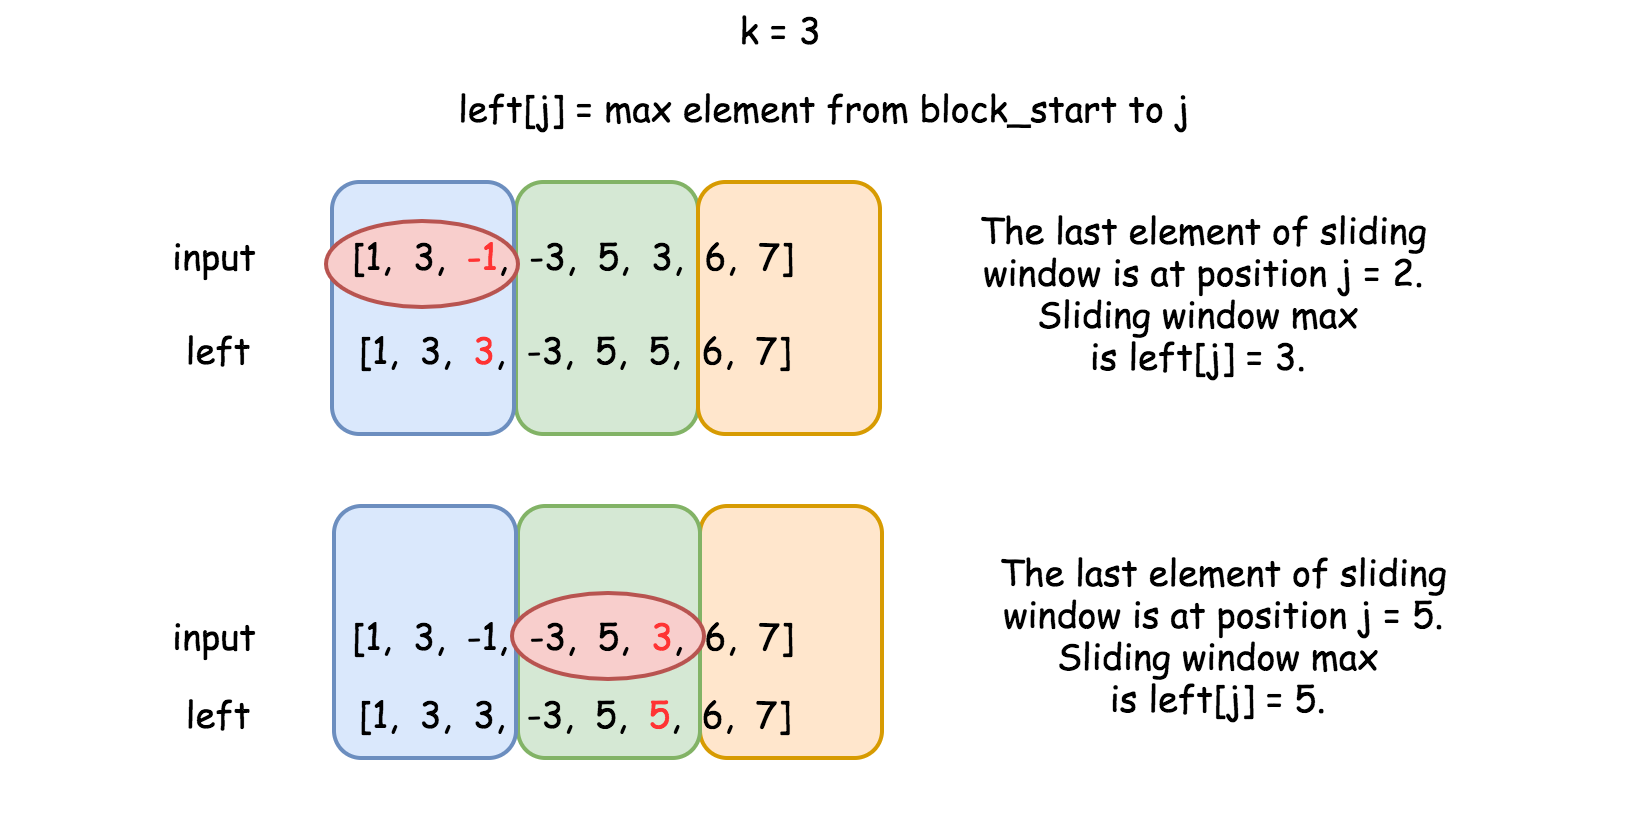 k = 3
left[j] = max element from block_start to j
input [1, 3, -1, -3, 5, 3, 6, 7]
left [1, 3, 3, -3, 5, 5, 6, 7]
The last element of sliding
window is at position j = 2.
Sliding window max
is left[j] = 3.
input [1, 3, -1, -3, 5, 3, 6, 7]
left [1, 3, 3, -3, 5, 5, 6, 7]
The last element of sliding
window is at position j = 5.
Sliding window max
is left[j] = 5.